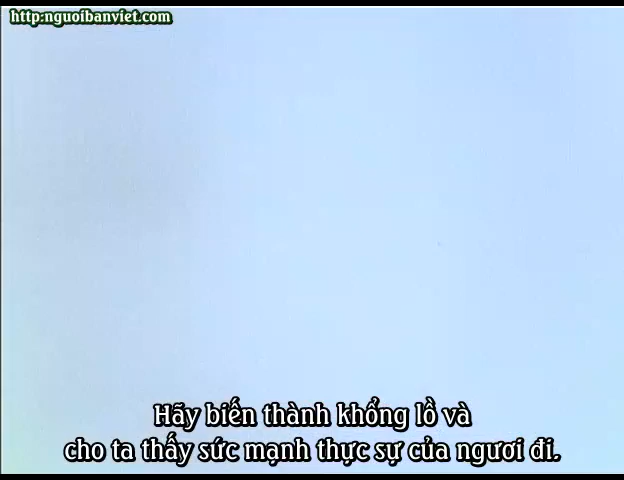 http:nguoibanviet.com
Hãy biến thành khổng lồ và
cho ta thấy sức mạnh thực sự của ngươi đi.